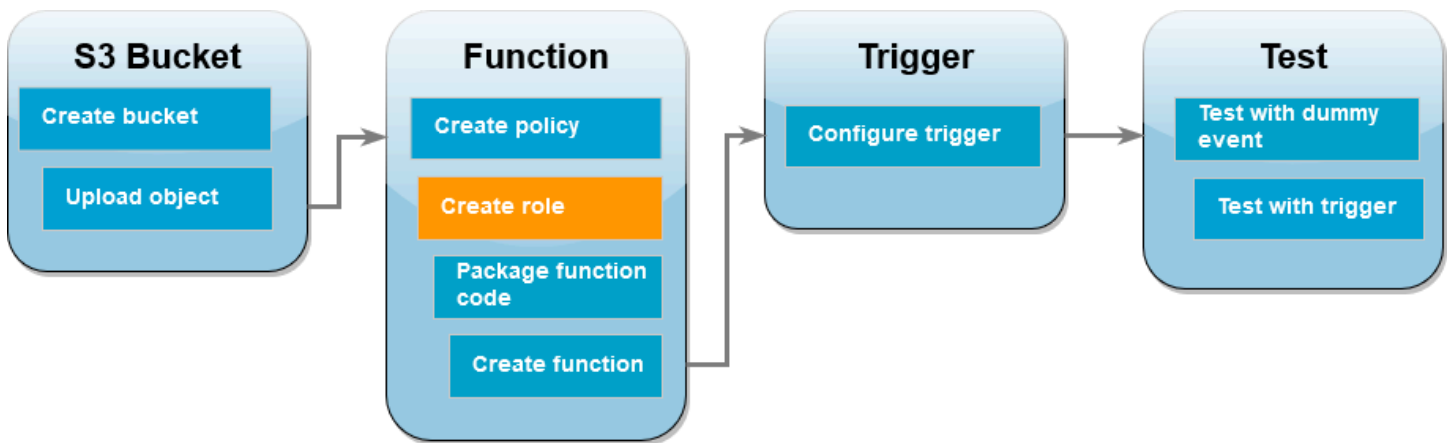 S3 Bucket
Create bucket
Upload object
Function
Create policy
Create role
Package function
code
Create function
Trigger
Configure trigger
Test
Test with dummy
event
Test with trigger